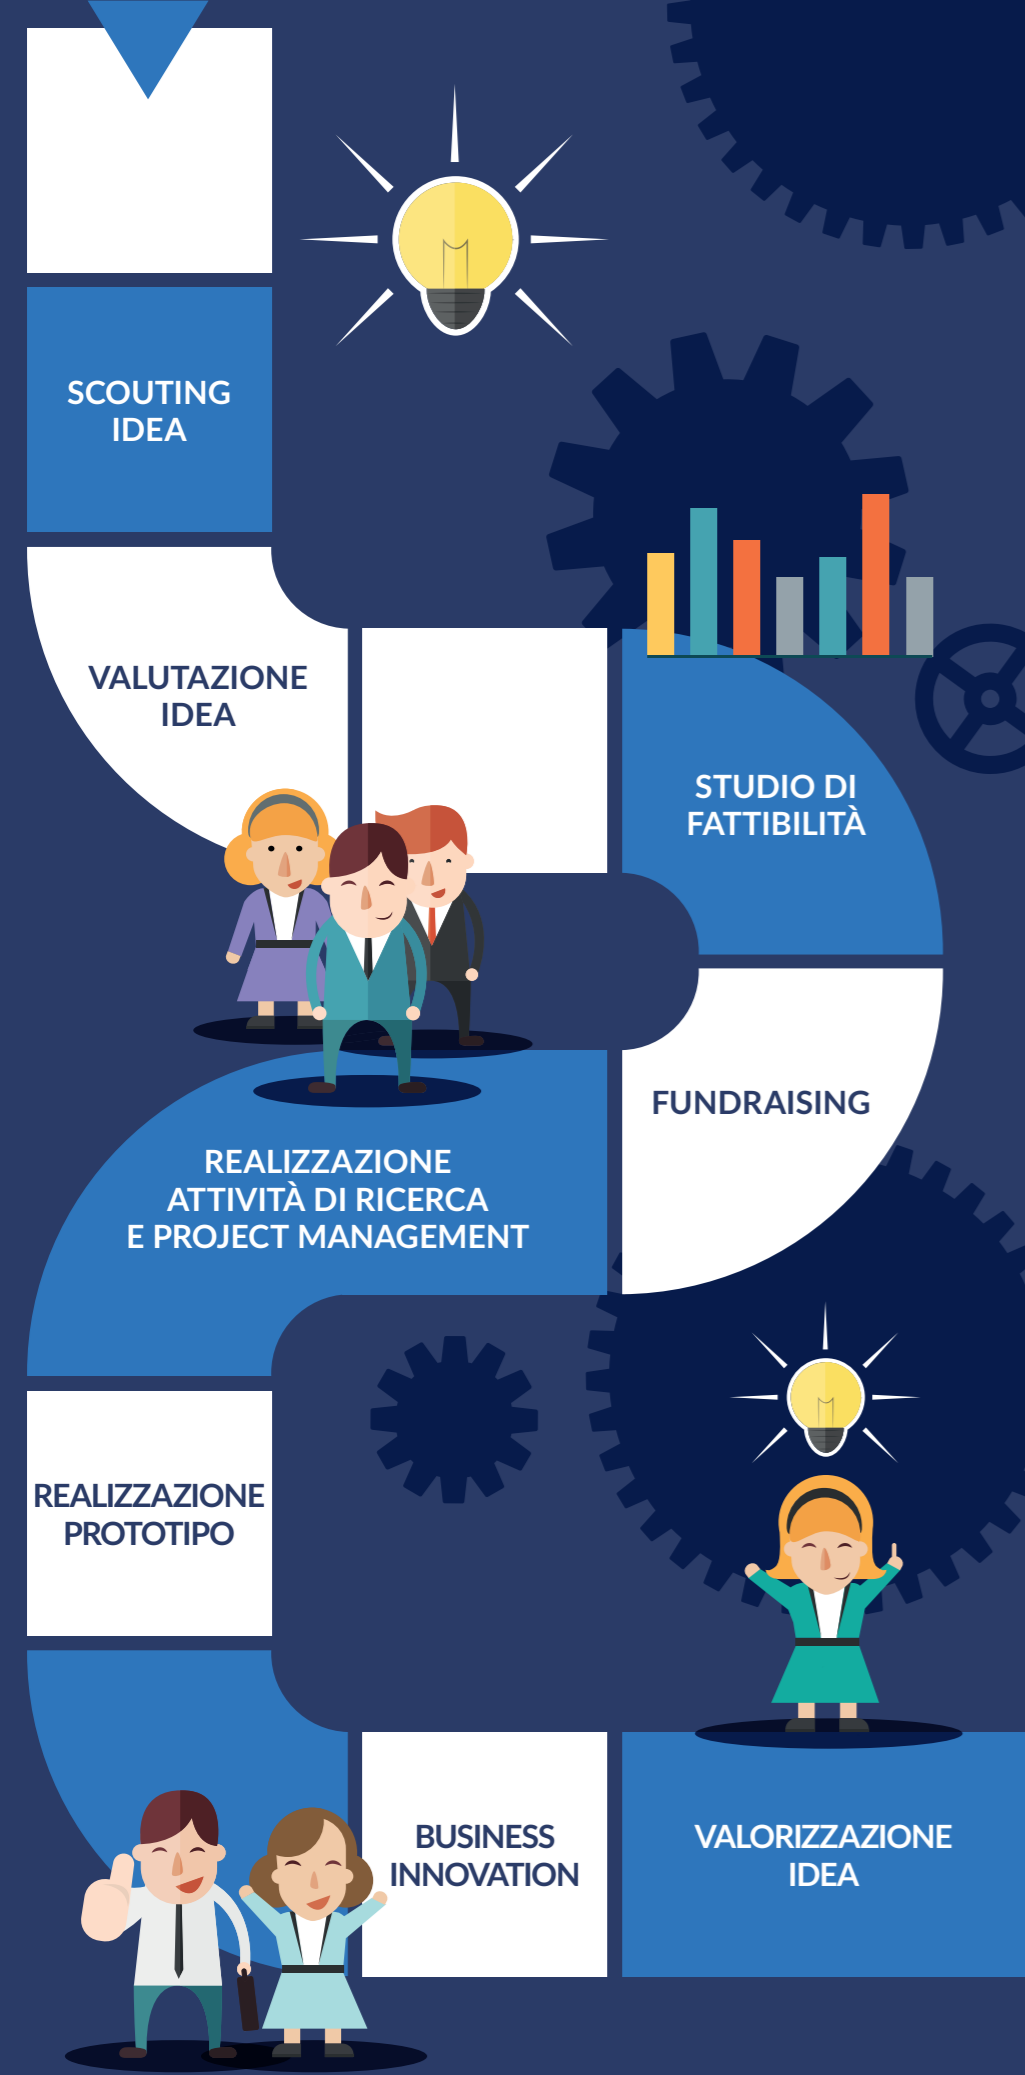 SCOUTING
IDEA
VALUTAZIONE
IDEA
STUDIO DI
FATTIBILITÀ
FUNDRAISING
REALIZZAZIONE
ATTIVITÀ DI RICERCA
E PROJECT MANAGEMENT
REALIZZAZIONE
PROTOTIPO
BUSINESS
INNOVATION
VALORIZZAZIONE
IDEA